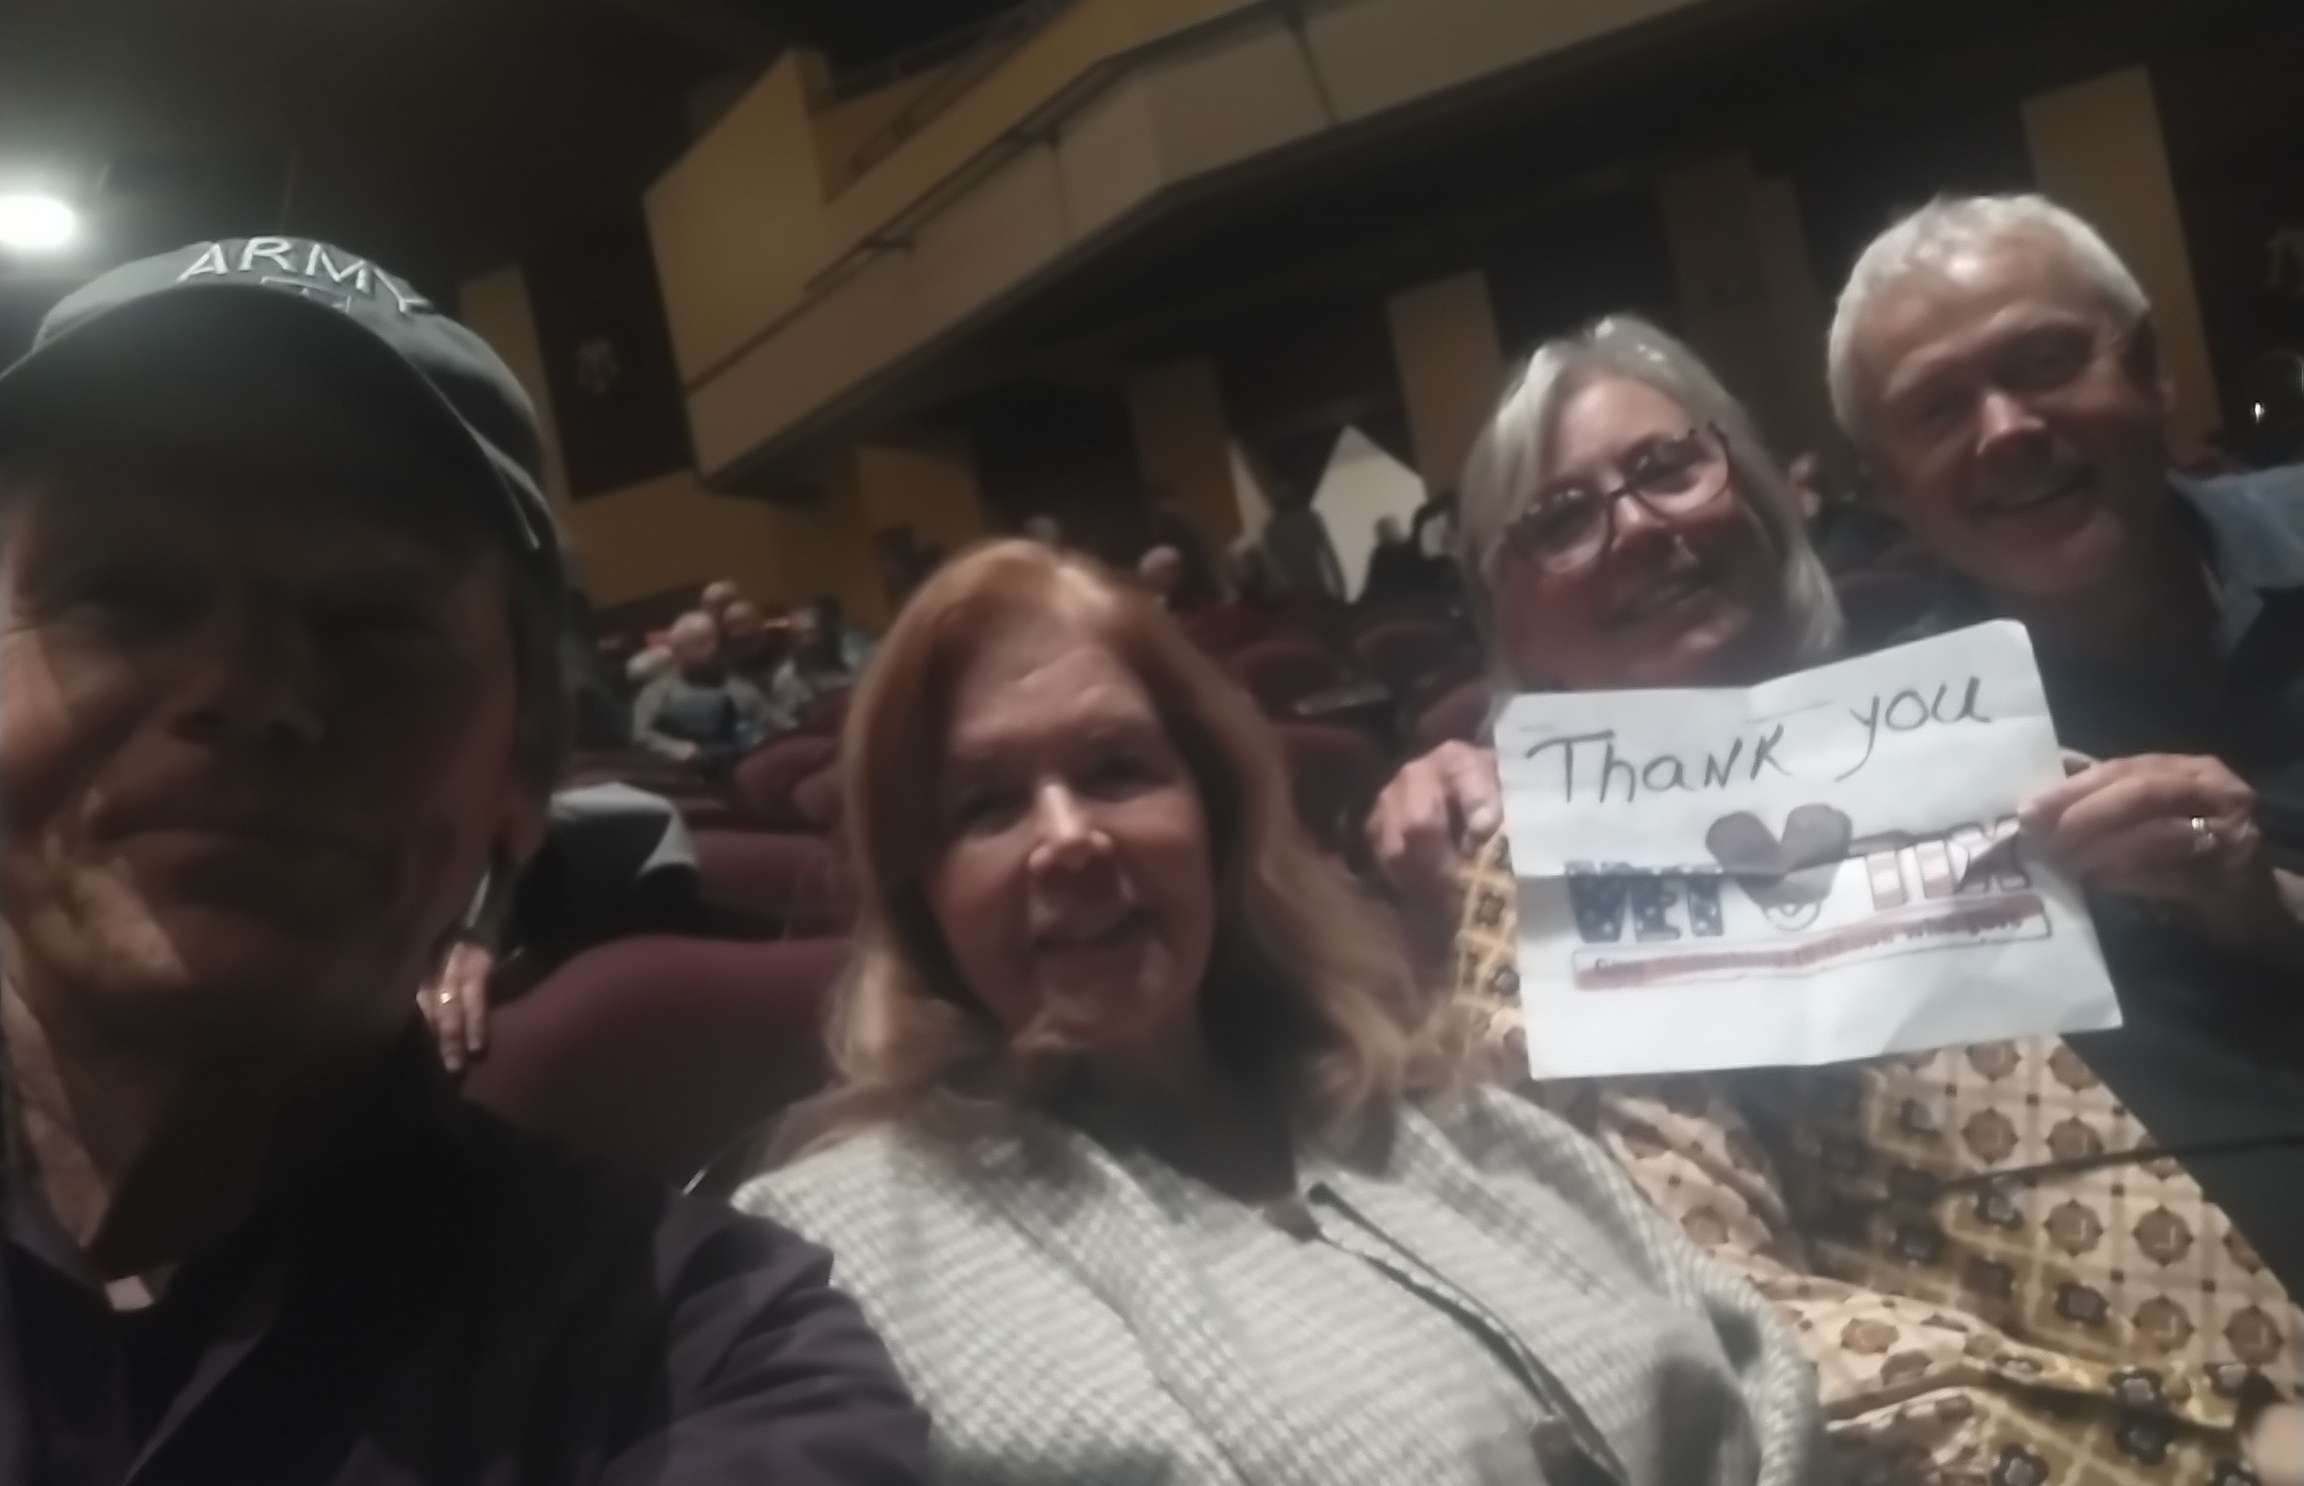 ARMY
Thank you
VET TIX